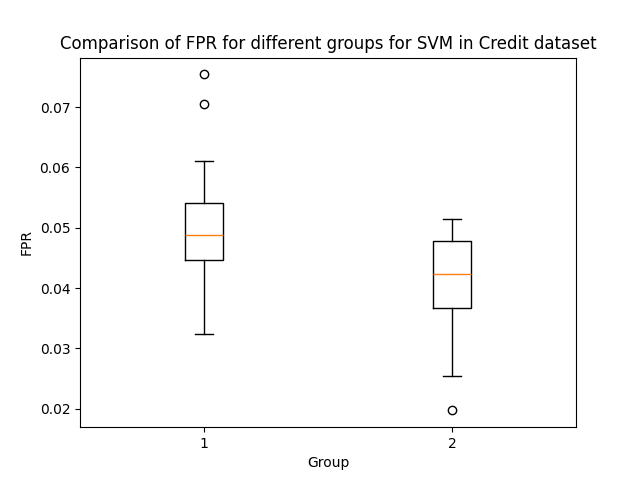 Comparison of FPR for different groups for SVM in Credit dataset
0.07
0.06
0.05
0.04
0.03
0.02
FPR
1
2
Group